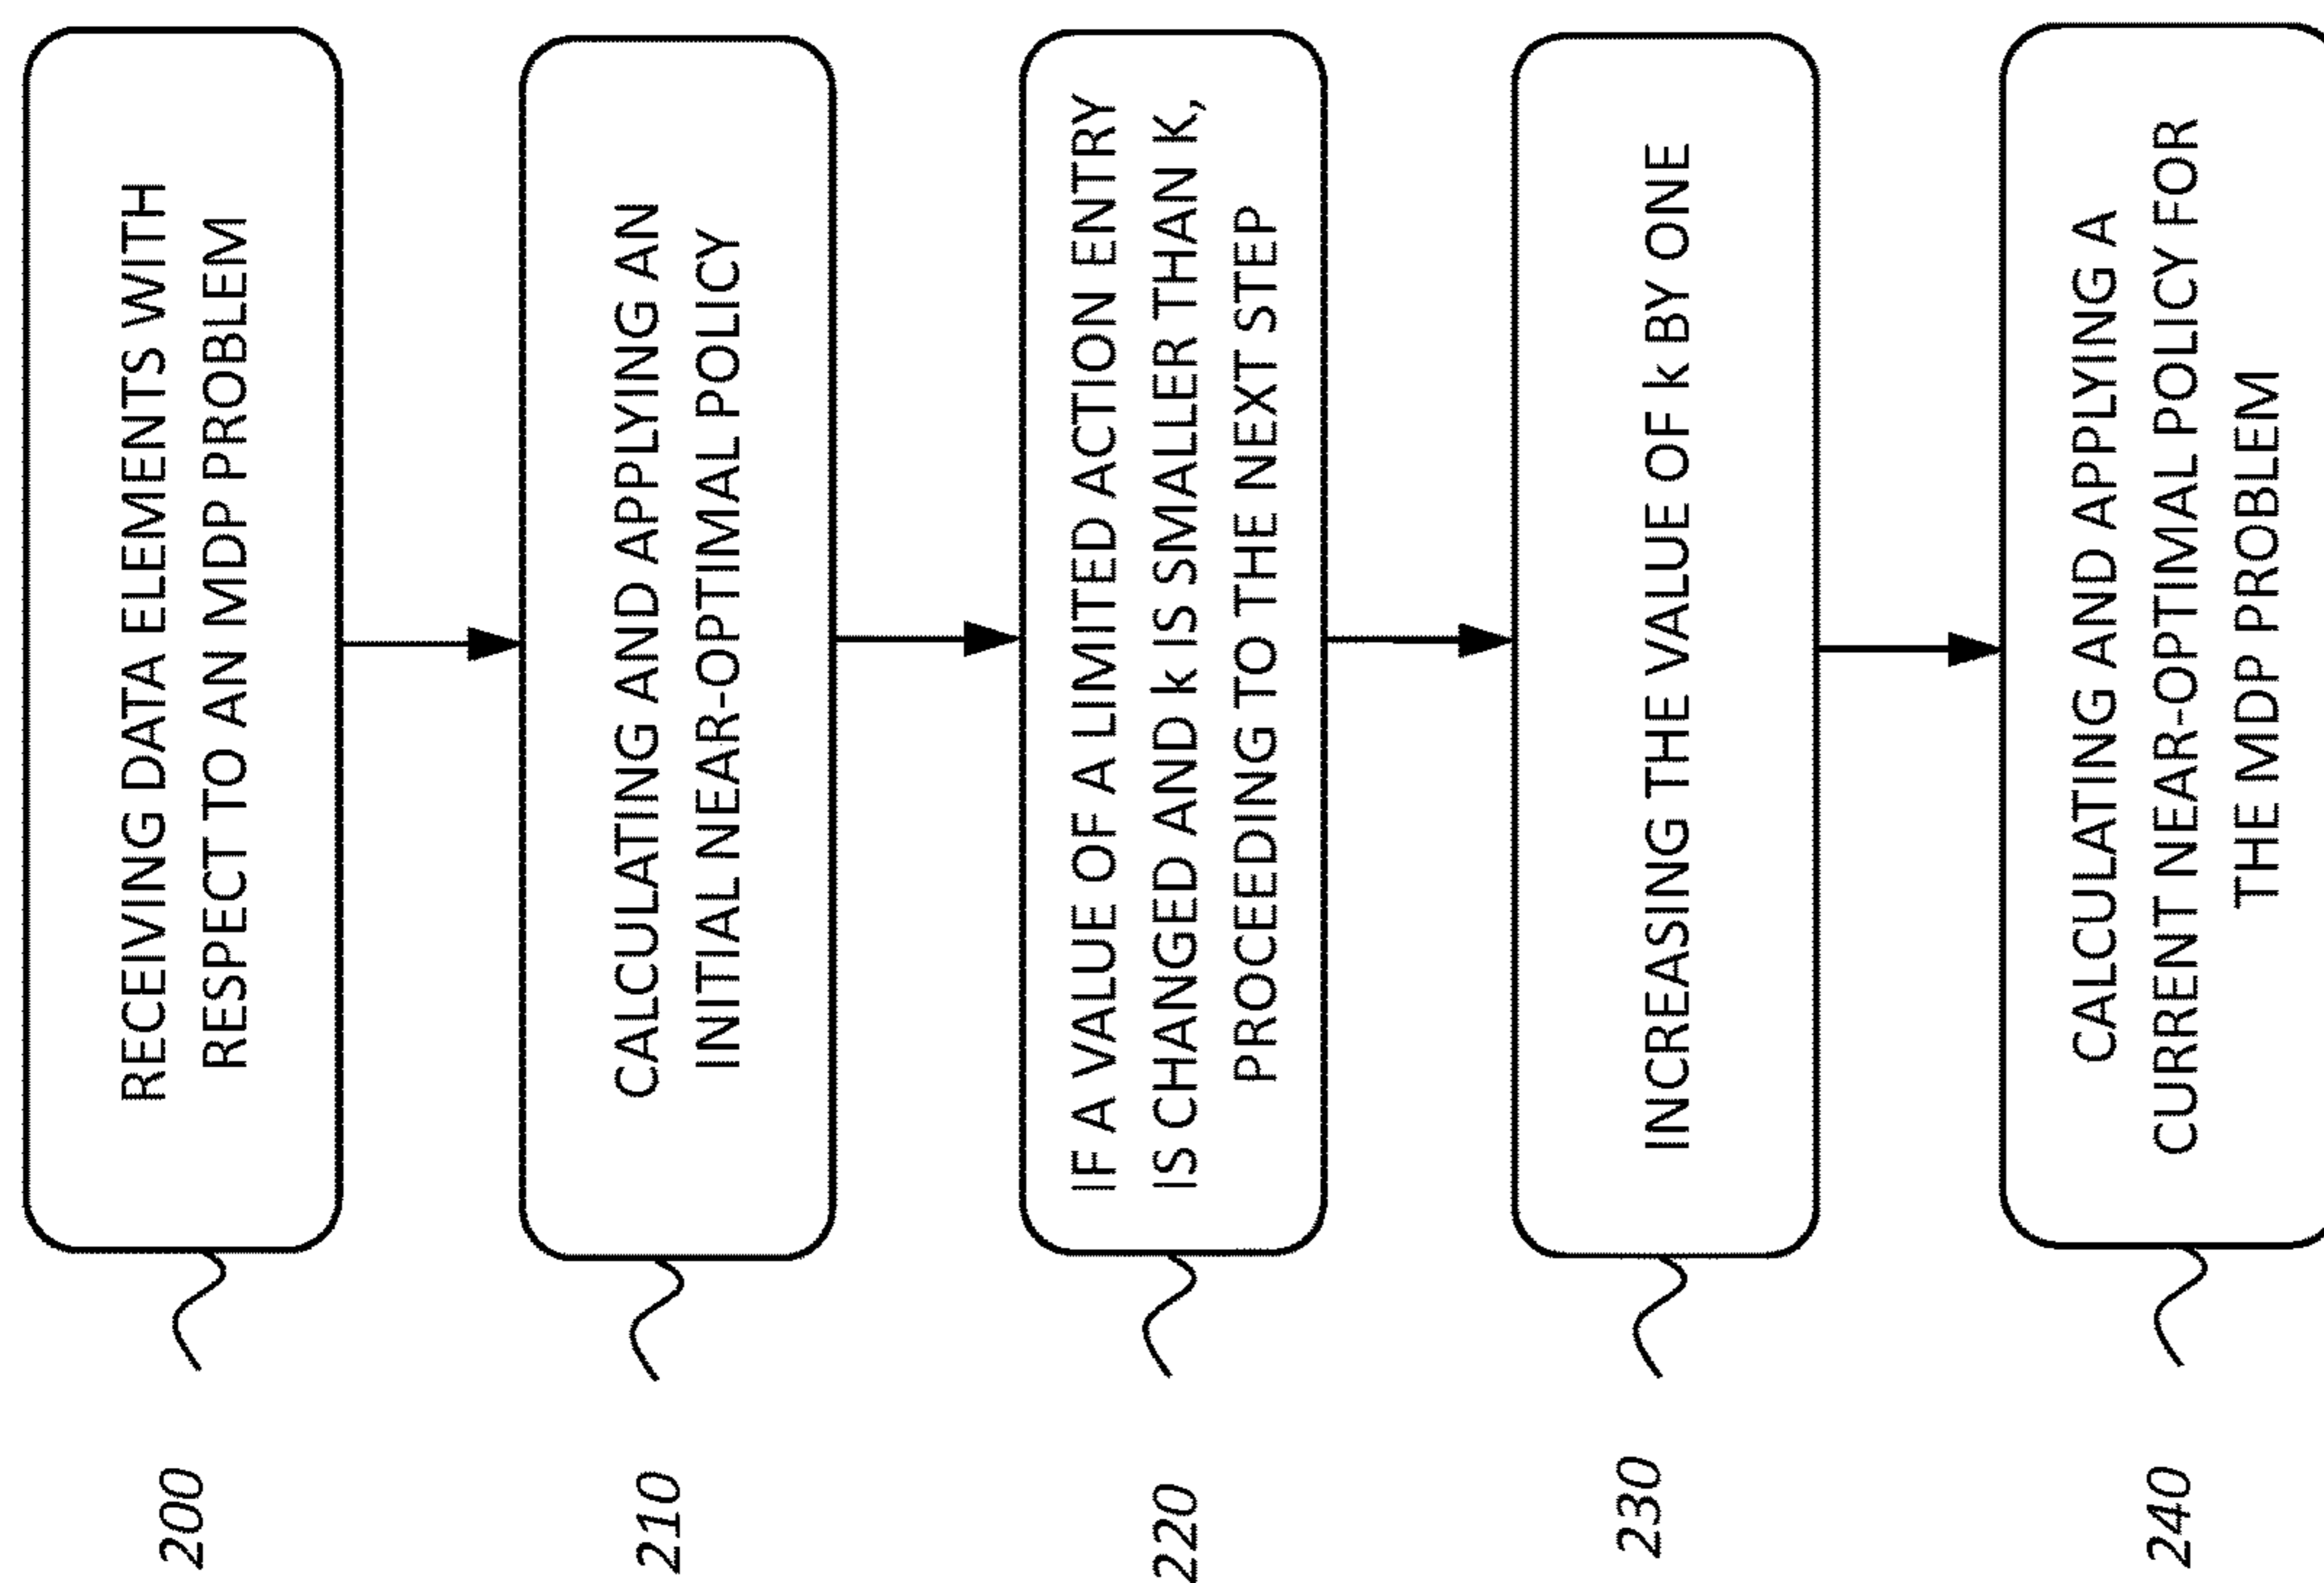 200
RECEIVING DATA ELEMENTS WITH
RESPECT TO AN MDP PROBLEM
210
CALCULATING AND APPLYING AN
INITIAL NEAR-OPTIMAL POLICY
220
IF A VALUE OF A LIMITED ACTION ENTRY
IS CHANGED AND k IS SMALLER THAN K,
PROCEEDING TO THE NEXT STEP
230
INCREASING THE VALUE OF k BY ONE
240
CALCULATING AND APPLYING A
CURRENT NEAR-OPTIMAL POLICY FOR
THE MDP PROBLEM